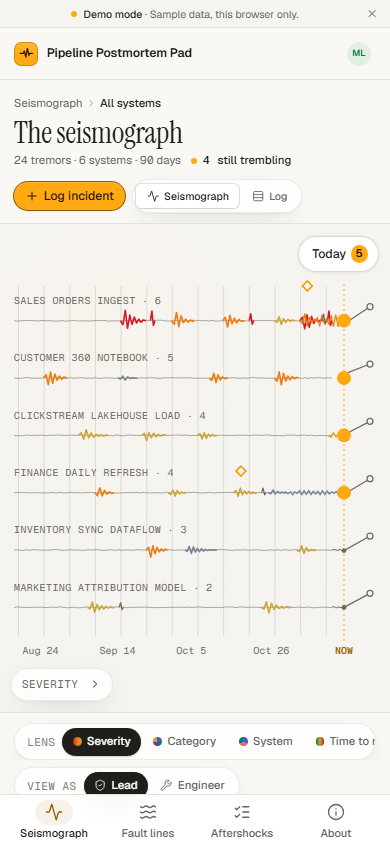 Demo mode · Sample data, this browser only.
Pipeline Postmortem Pad
ML
Seismograph > All systems
The seismograph
24 tremors · 6 systems · 90 days 4 still trembling
+ Log incident Seismograph Log
Today 5
SALES ORDERS INGEST · 6
CUSTOMER 360 NOTEBOOK · 5
CLICKSTREAM LAKEHOUSE LOAD · 4
FINANCE DAILY REFRESH · 4
INVENTORY SYNC DATAFLOW · 3
MARKETING ATTRIBUTION MODEL · 2
Aug 24 Sep 14 Oct 5 Oct 26 NOW
SEVERITY
LENS Severity Category System Time to r
VIEW AS Lead Engineer
Seismograph Fault lines Aftershocks About